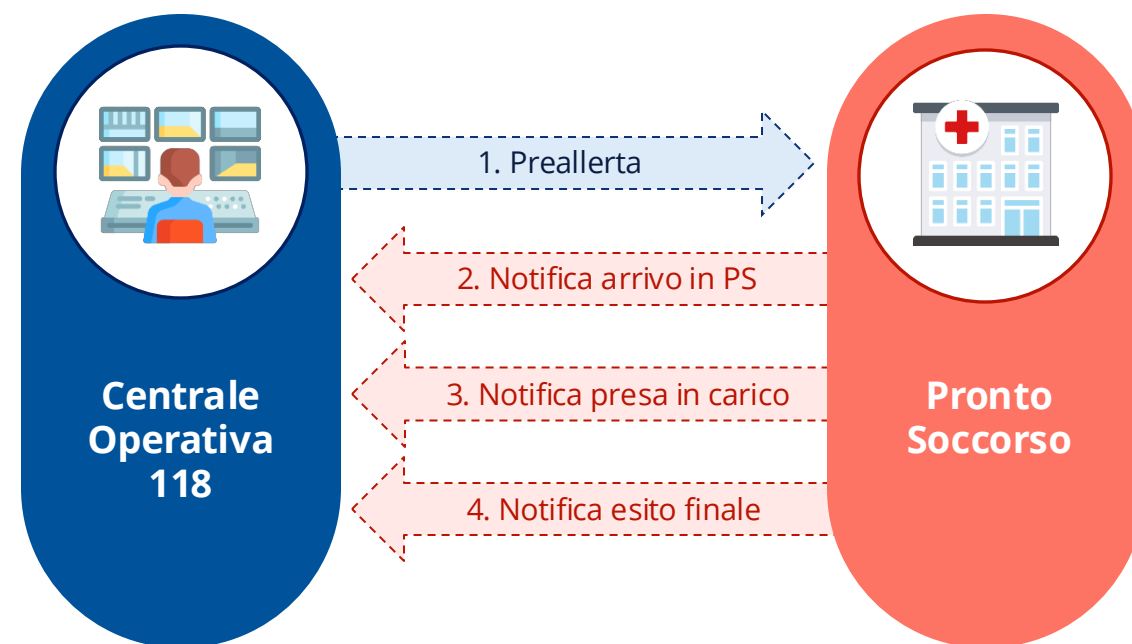 1. Preallerta
2. Notifica arrivo in PS
3. Notifica presa in carico
4. Notifica esito finale
Centrale
Operativa
118
Pronto
Soccorso